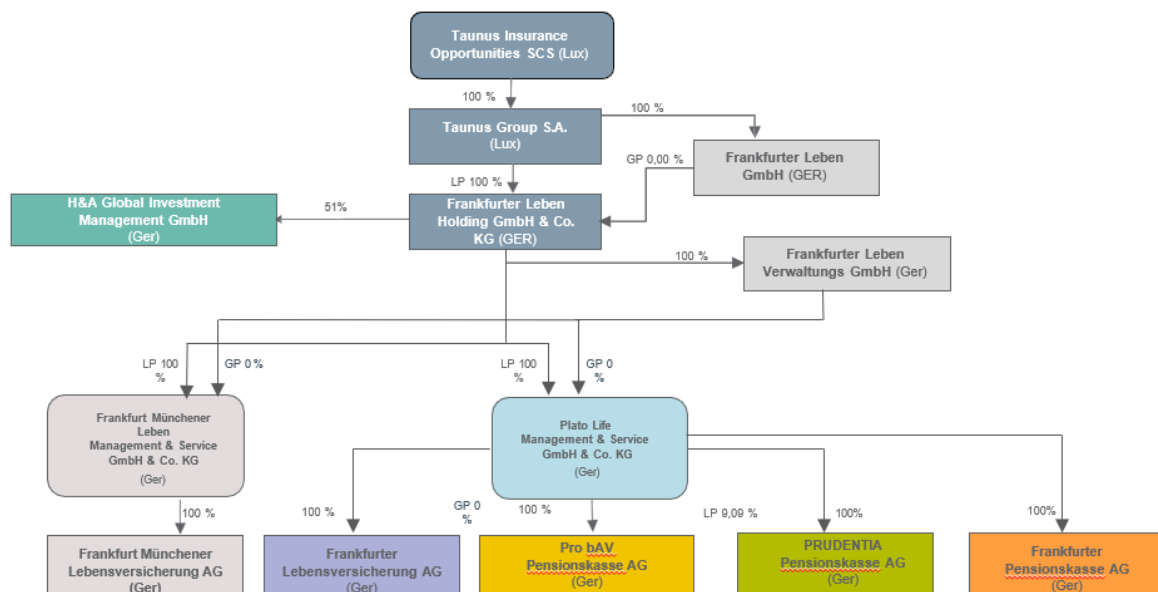 Taunus Insurance
Opportunities SCS (Lux)
100 %
100 %
Taunus Group S.A.
(Lux)
GP 0,00 %
Frankfurter Leben
GmbH (GER)
LP 100 %
H&A Global Investment
Management GmbH
(Ger)
51%
Frankfurter Leben
Holding GmbH & Co.
KG (GER)
100 %
Frankfurter Leben
Verwaltungs GmbH (Ger)
LP 100
%
GP 0 %
LP 100
%
GP 0
%
Frankfurt Münchener
Leben
Management & Service
GmbH & Co. KG
(Ger)
Plato Life
Management & Service
GmbH & Co. KG
(Ger)
100 %
100 %
GP 0
%
100 %
LP 9,09 %
100%
100%
Frankfurt Münchener
Lebensversicherung AG
(Ger)
Frankfurter
Lebensversicherung AG
(Ger)
Pro bAV
Pensionskasse AG
(Ger)
PRUDENTIA
Pensionskasse AG
(Ger)
Frankfurter
Pensionskasse AG
(Ger)